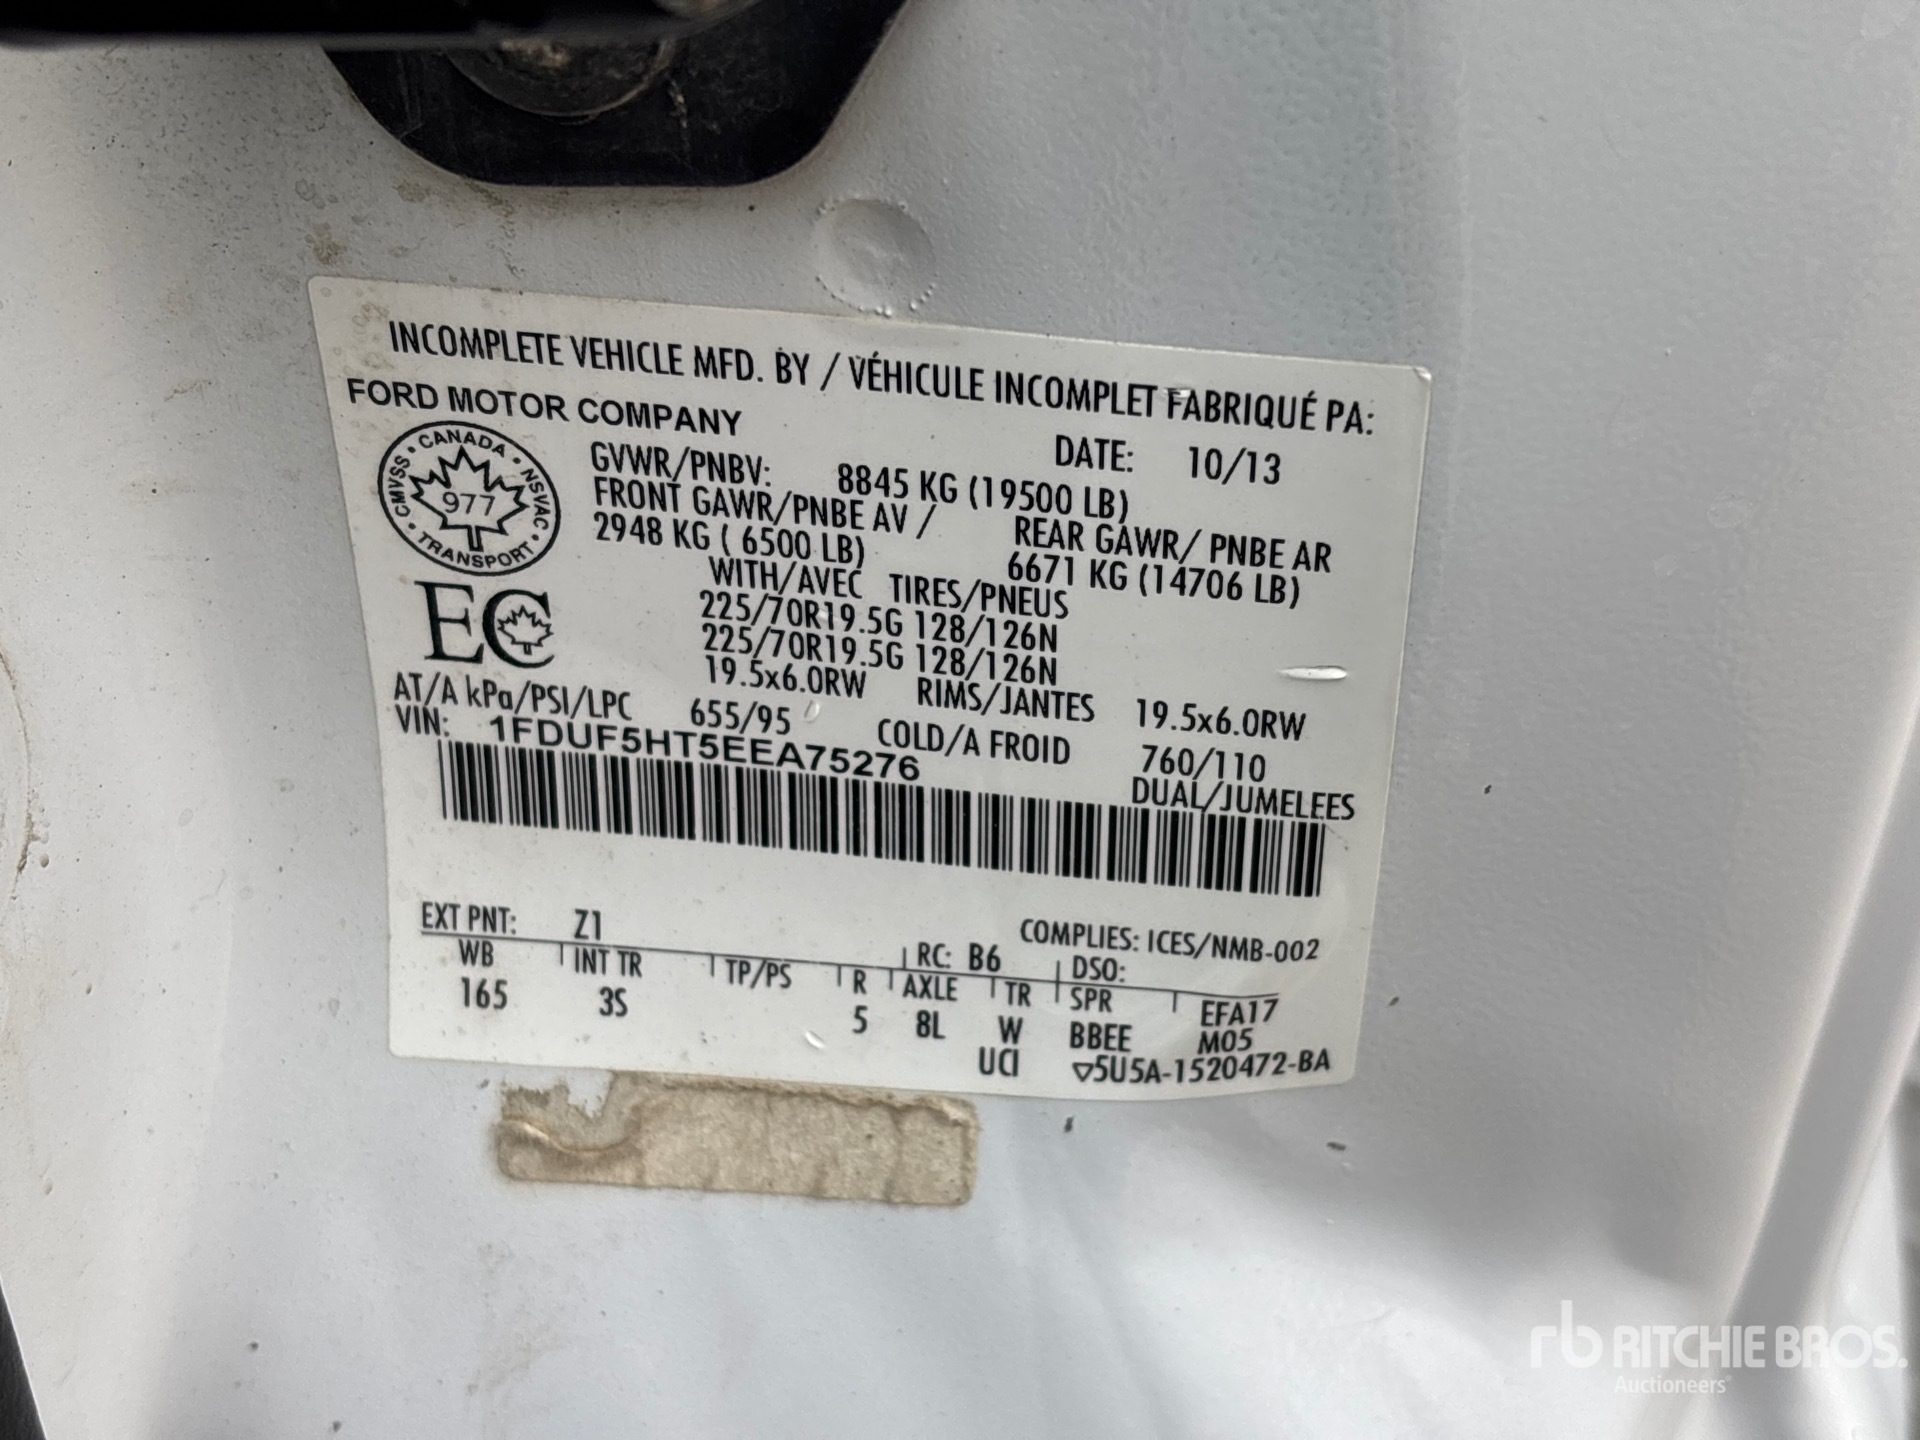 INCOMPLETE VEHICLE MFD. BY / VÉHICULE INCOMPLET FABRIQUÉ PA:
FORD MOTOR COMPANY
DATE: 10/13
GVWR/PNBV: 8845 KG (19500 LB)
FRONT GAWR/PNBE AV / REAR GAWR/ PNBE AR
2948 KG ( 6500 LB) 6671 KG (14706 LB)
WITH/AVEC TIRES/PNEUS
225/70R19.5G 128/126N
225/70R19.5G 128/126N
19.5x6.0RW RIMS/JANTES 19.5x6.0RW
AT/A kPa/PSI/LPC 655/95 COLD/A FROID 760/110
VIN: 1FDUF5HT5EEA75276 DUAL/JUMELEES
CMVSS • CANADA • NSVAC • TRANSPORT •
977
EC
EXT PNT: Z1 RC: B6 COMPLIES: ICES/NMB-002
DSO:
WB INT TR TP/PS R AXLE TR SPR EFA17
165 3S 5 8L W BBEE M05
UCI ▽5U5A-1520472-BA
rb RITCHIE BROS.
Auctioneers